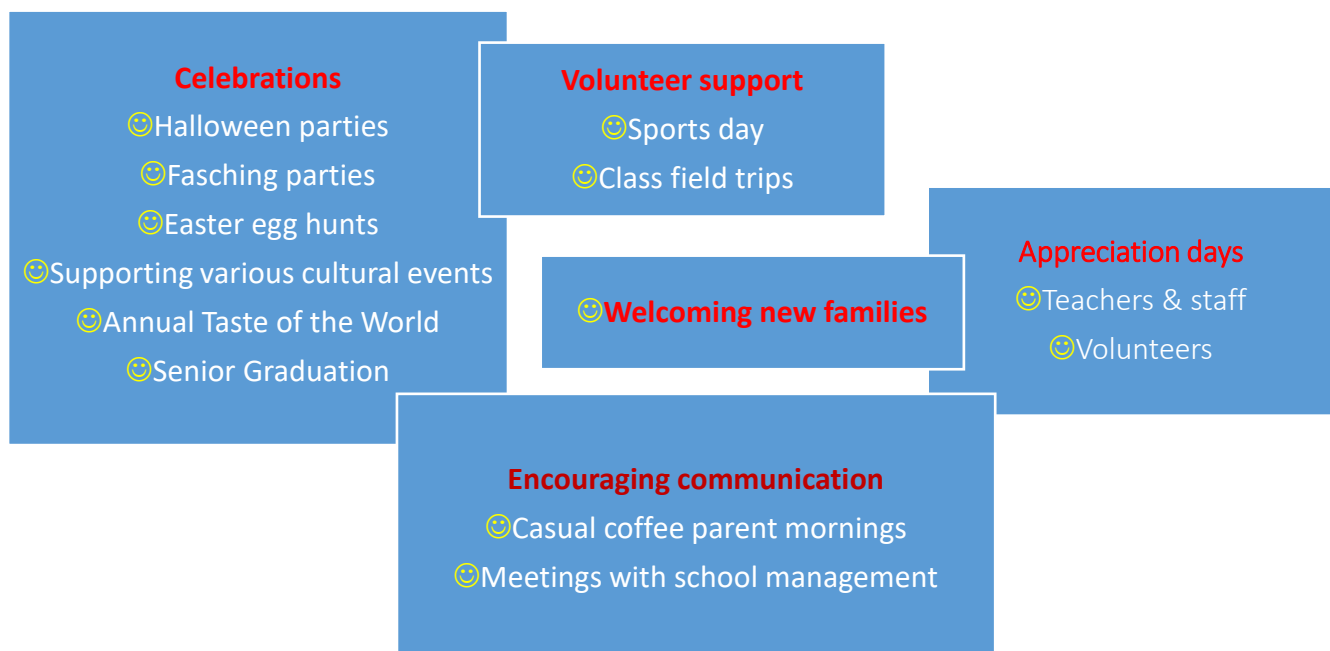 Celebrations
☺Halloween parties
☺Fasching parties
☺Easter egg hunts
☺Supporting various cultural events
☺Annual Taste of the World
☺Senior Graduation
Volunteer support
☺Sports day
☺Class field trips
☺Welcoming new families
Appreciation days
☺Teachers & staff
☺Volunteers
Encouraging communication
☺Casual coffee parent mornings
☺Meetings with school management